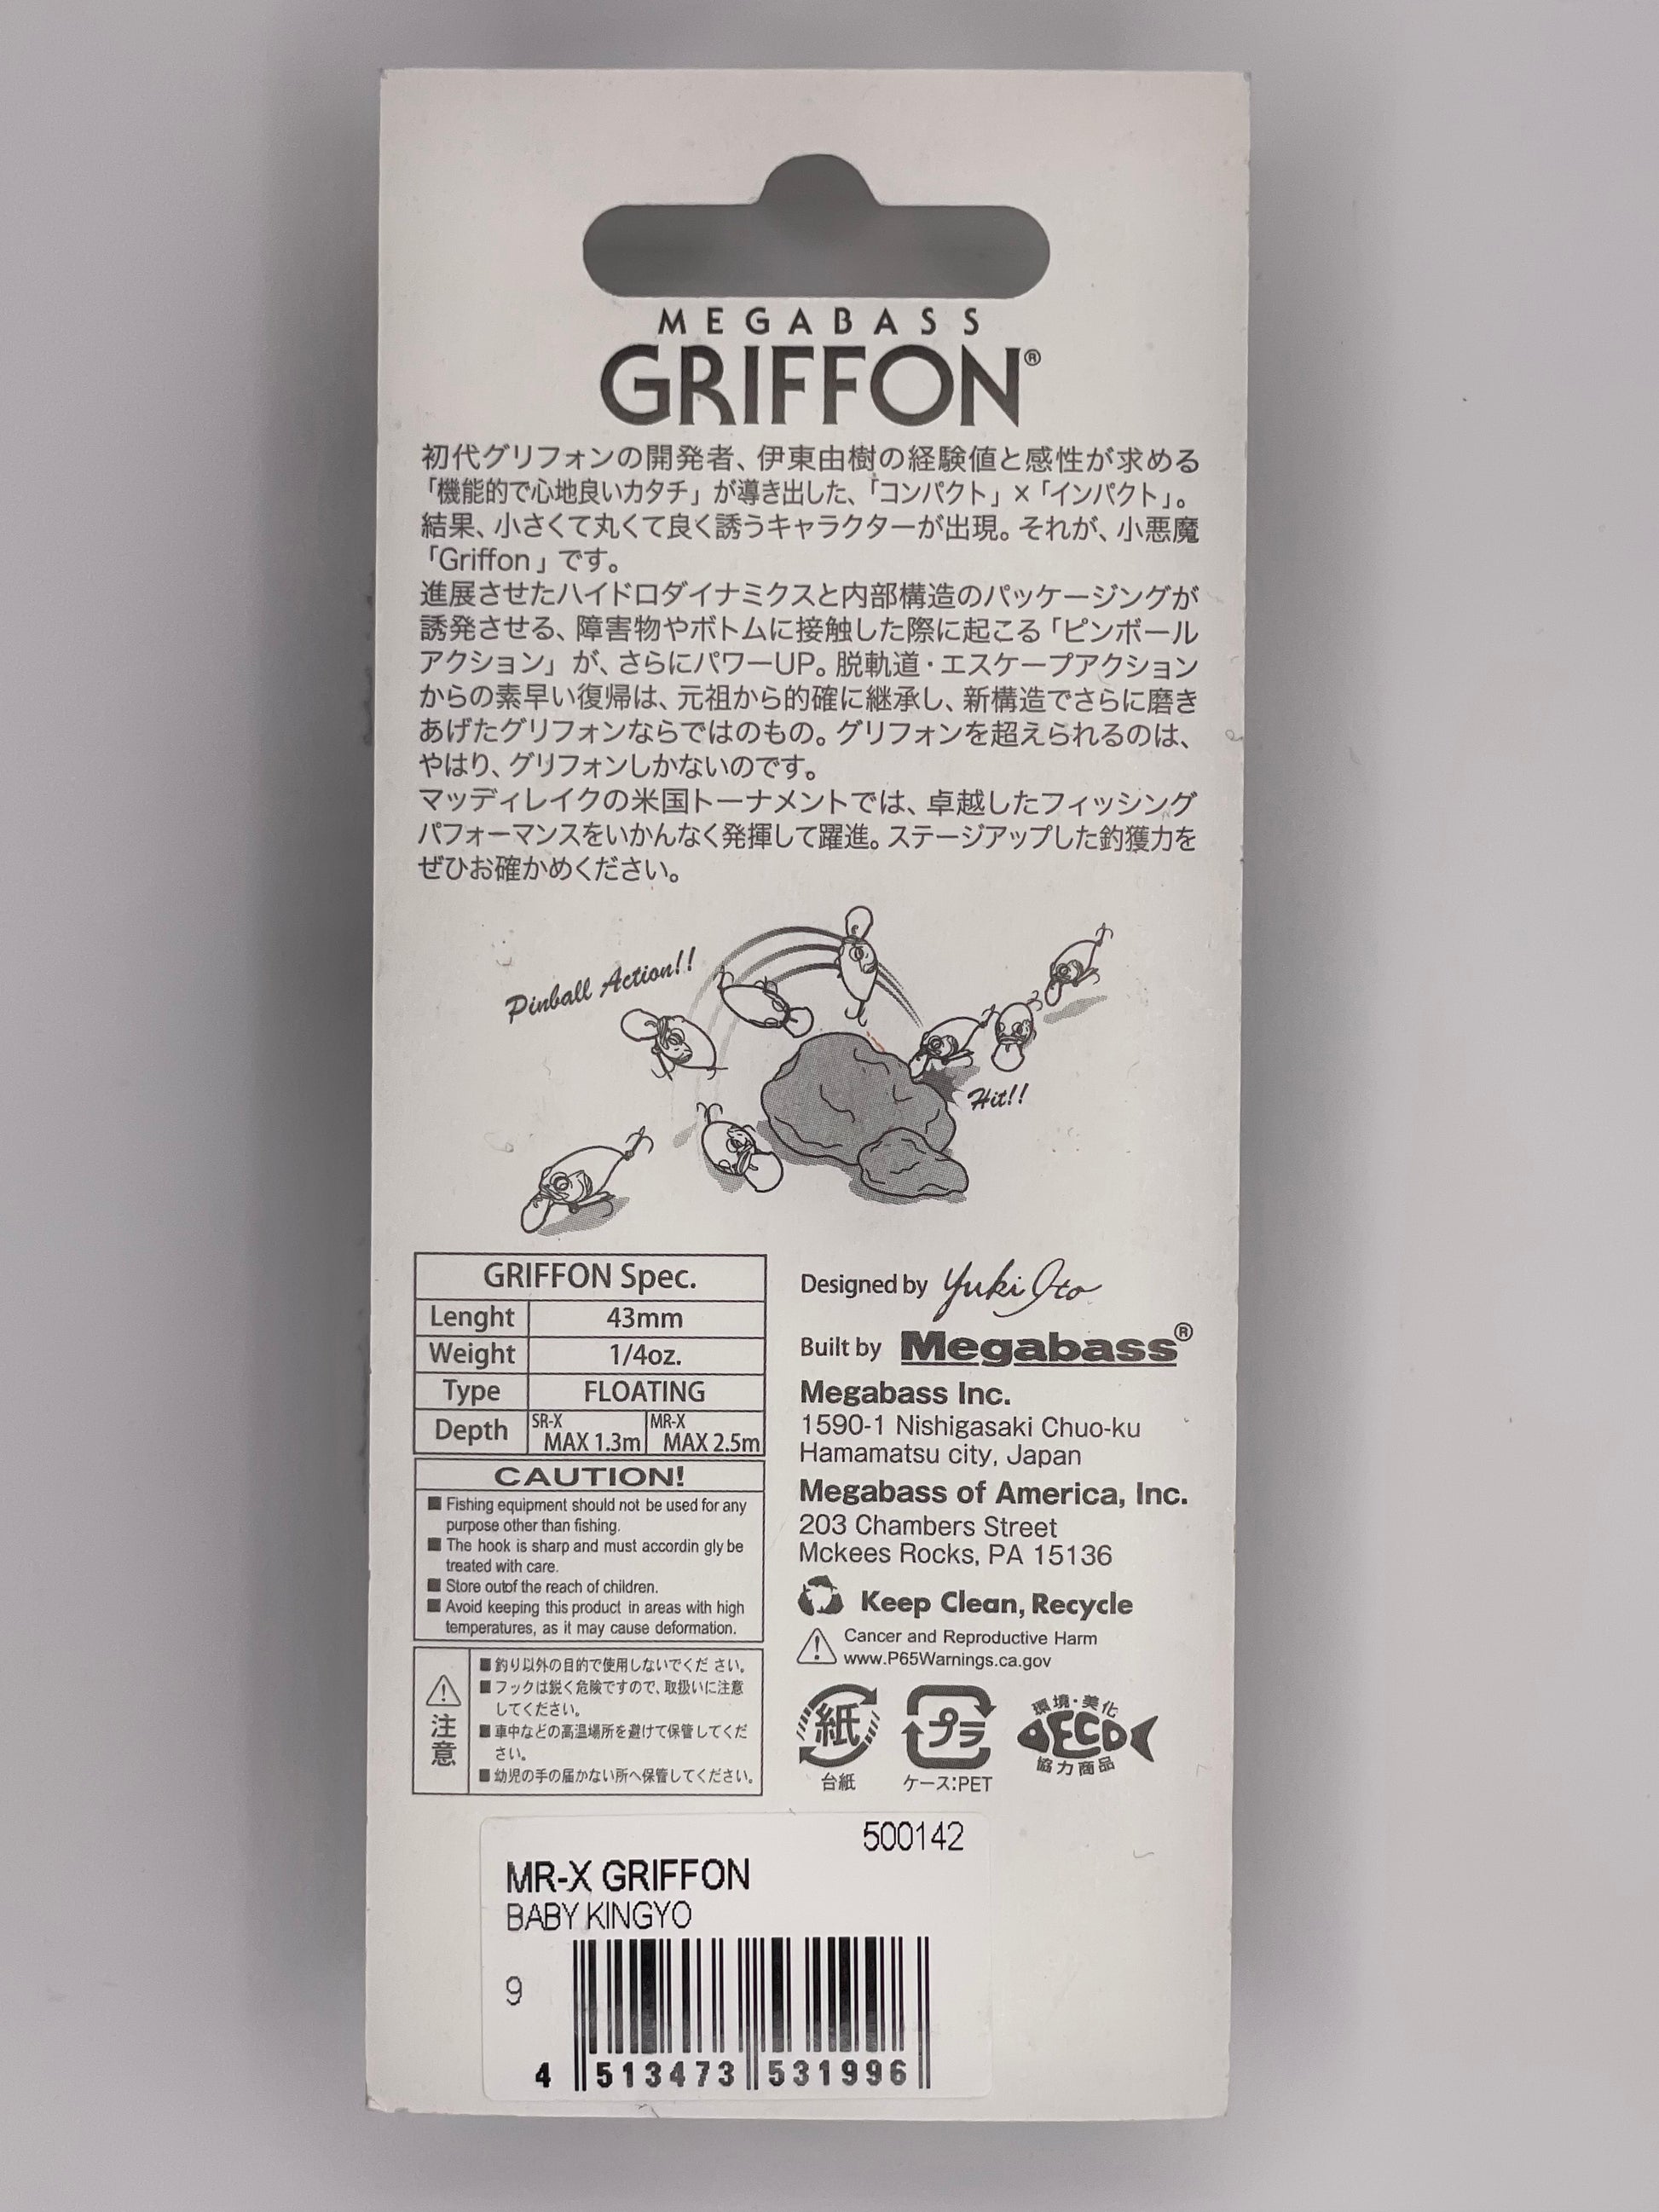 MEGABASS
GRIFFON®
初代グリフォンの開発者、伊東由樹の経験値と感性が求める
「機能的で心地良いカタチ」が導き出した、「コンパクト」×「インパクト」。
結果、小さくて丸くて良く誘うキャラクターが出現。それが、小悪魔
「Griffon」です。
進展させたハイドロダイナミクスと内部構造のパッケージングが
誘発させる、障害物やボトムに接触した際に起こる「ピンボール
アクション」が、さらにパワーUP。脱軌道・エスケープアクション
からの素早い復帰は、元祖から的確に継承し、新構造でさらに磨き
あげたグリフォンならではのもの。グリフォンを超えられるのは、
やはり、グリフォンしかないのです。
マッディレイクの米国トーナメントでは、卓越したフィッシング
パフォーマンスをいかんなく発揮して躍進。ステージアップした釣獲力を
ぜひお確かめください。
Pinball Action!!
Hit!!
GRIFFON Spec.
Lenght 43mm
Weight 1/4oz.
Type FLOATING
Depth SR-X MAX 1.3m MR-X MAX 2.5m
CAUTION!
■ Fishing equipment should not be used for any
purpose other than fishing.
■ The hook is sharp and must accordin gly be
treated with care.
■ Store outof the reach of children.
■ Avoid keeping this product in areas with high
temperatures, as it may cause deformation.
注意
■ 釣り以外の目的で使用しないでくだ さい。
■ フックは鋭く危険ですので、取扱いに注意
してください。
■ 車中などの高温場所を避けて保管してくだ
さい。
■ 幼児の手の届かない所へ保管してください。
Designed by Yuki Ito
Built by Megabass®
Megabass Inc.
1590-1 Nishigasaki Chuo-ku
Hamamatsu city, Japan
Megabass of America, Inc.
203 Chambers Street
Mckees Rocks, PA 15136
Keep Clean, Recycle
Cancer and Reproductive Harm
www.P65Warnings.ca.gov
紙
台紙
プラ
ケース:PET
環境・美化
ECO
協力商品
500142
MR-X GRIFFON
BABY KINGYO
9
4 513473 531996